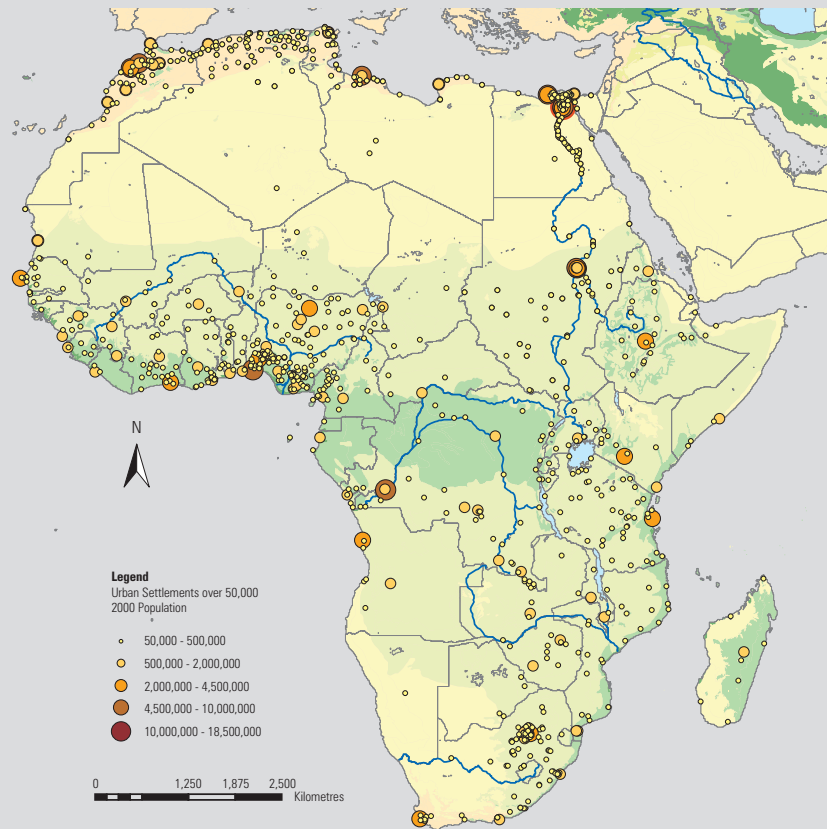 N
Legend
Urban Settlements over 50,000
2000 Population
50,000 - 500,000
500,000 - 2,000,000
2,000,000 - 4,500,000
4,500,000 - 10,000,000
10,000,000 - 18,500,000
0 1,250 1,875 2,500
Kilometres